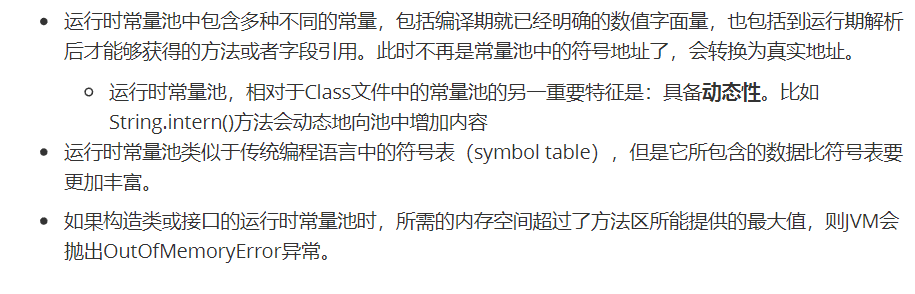 运行时常量池中包含多种不同的常量，包括编译期就已经明确的数值字面量，也包括到运行期解析
后才能够获得的方法或者字段引用。此时不再是常量池中的符号地址了，会转换为真实地址。
运行时常量池，相对于Class文件中的常量池的另一重要特征是：具备动态性。比如
String.intern()方法会动态地向池中增加内容
运行时常量池类似于传统编程语言中的符号表（symbol table），但是它所包含的数据比符号表要
更加丰富。
如果构造类或接口的运行时常量池时，所需的内存空间超过了方法区所能提供的最大值，则JVM会
抛出OutOfMemoryError异常。